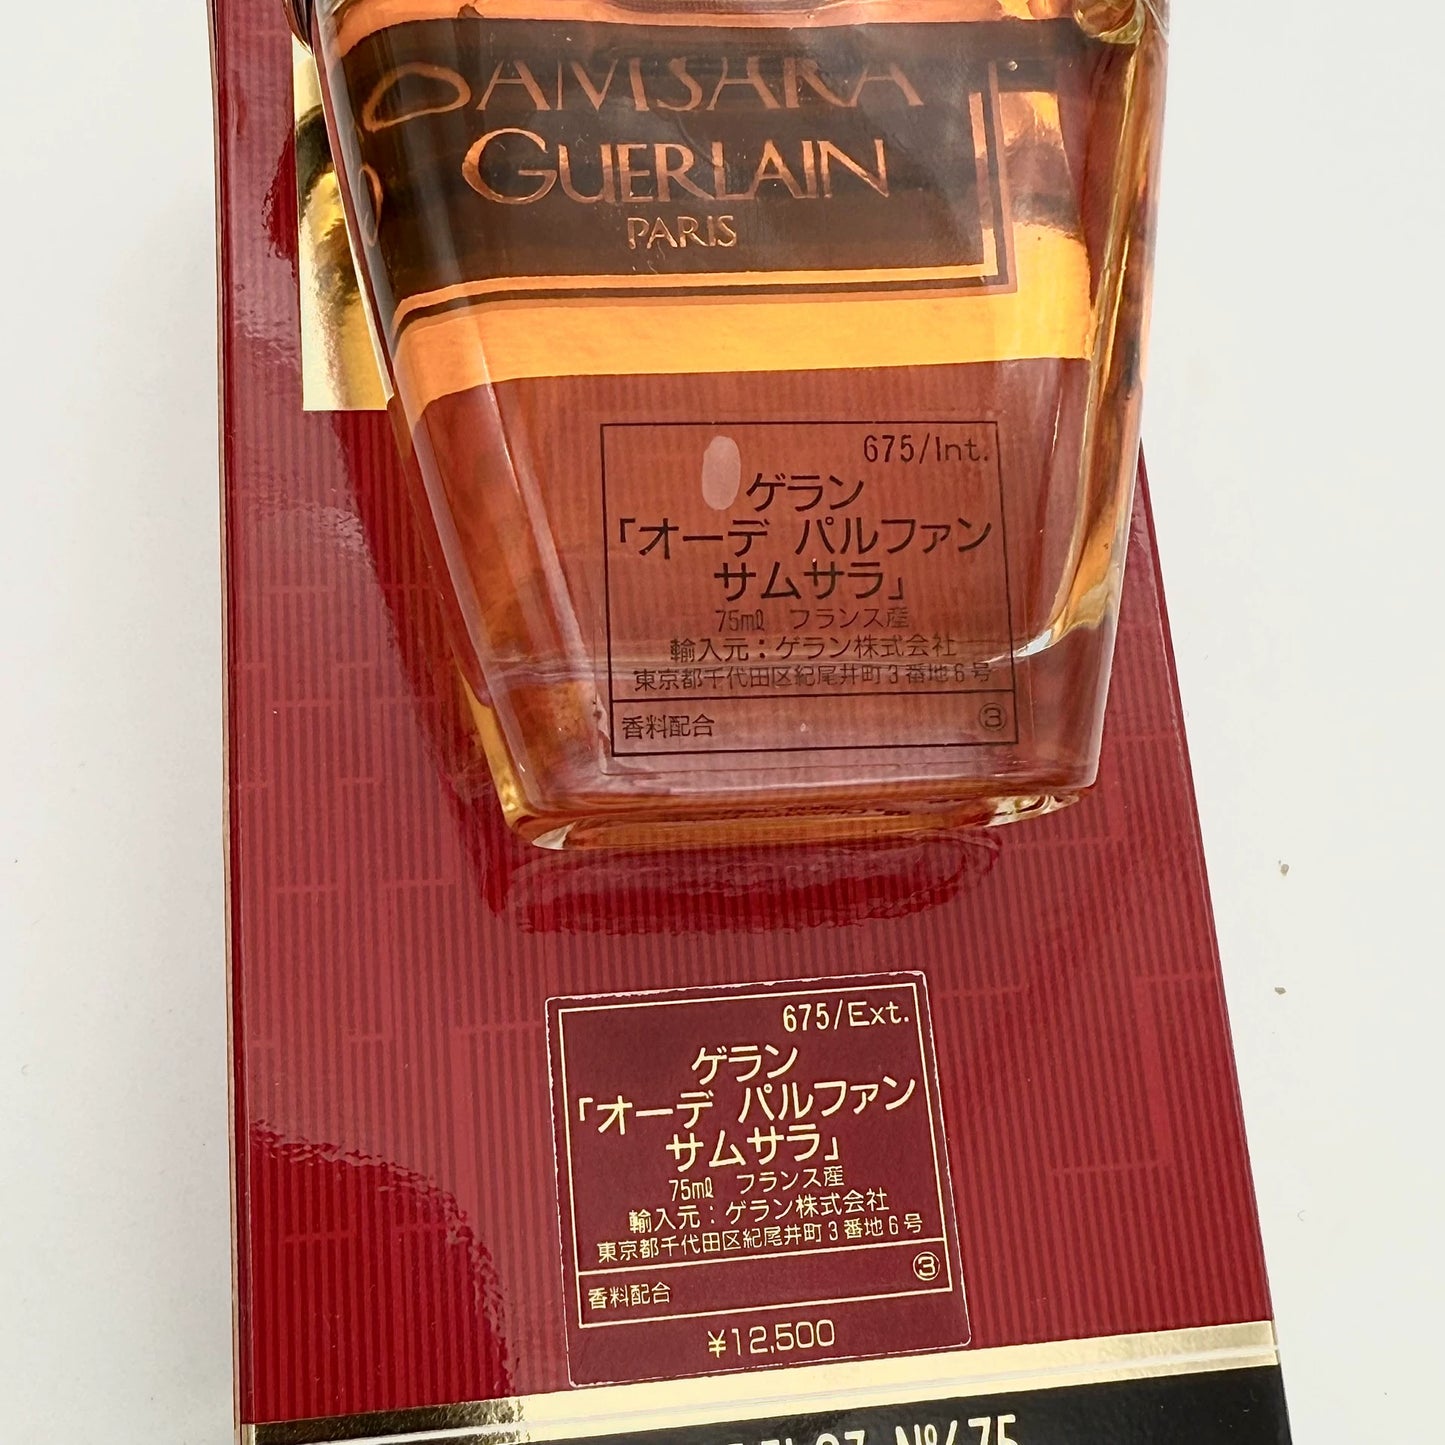 SAMSARA
GUERLAIN
PARIS
675/Int.
ゲラン
「オーデ パルファン
サムサラ」
75ml フランス産
輸入元：ゲラン株式会社
東京都千代田区紀尾井町3番地6号
香料配合 ③
675/Ext.
ゲラン
「オーデ パルファン
サムサラ」
75ml フランス産
輸入元：ゲラン株式会社
東京都千代田区紀尾井町3番地6号
香料配合 ③
¥12,500
Nº675